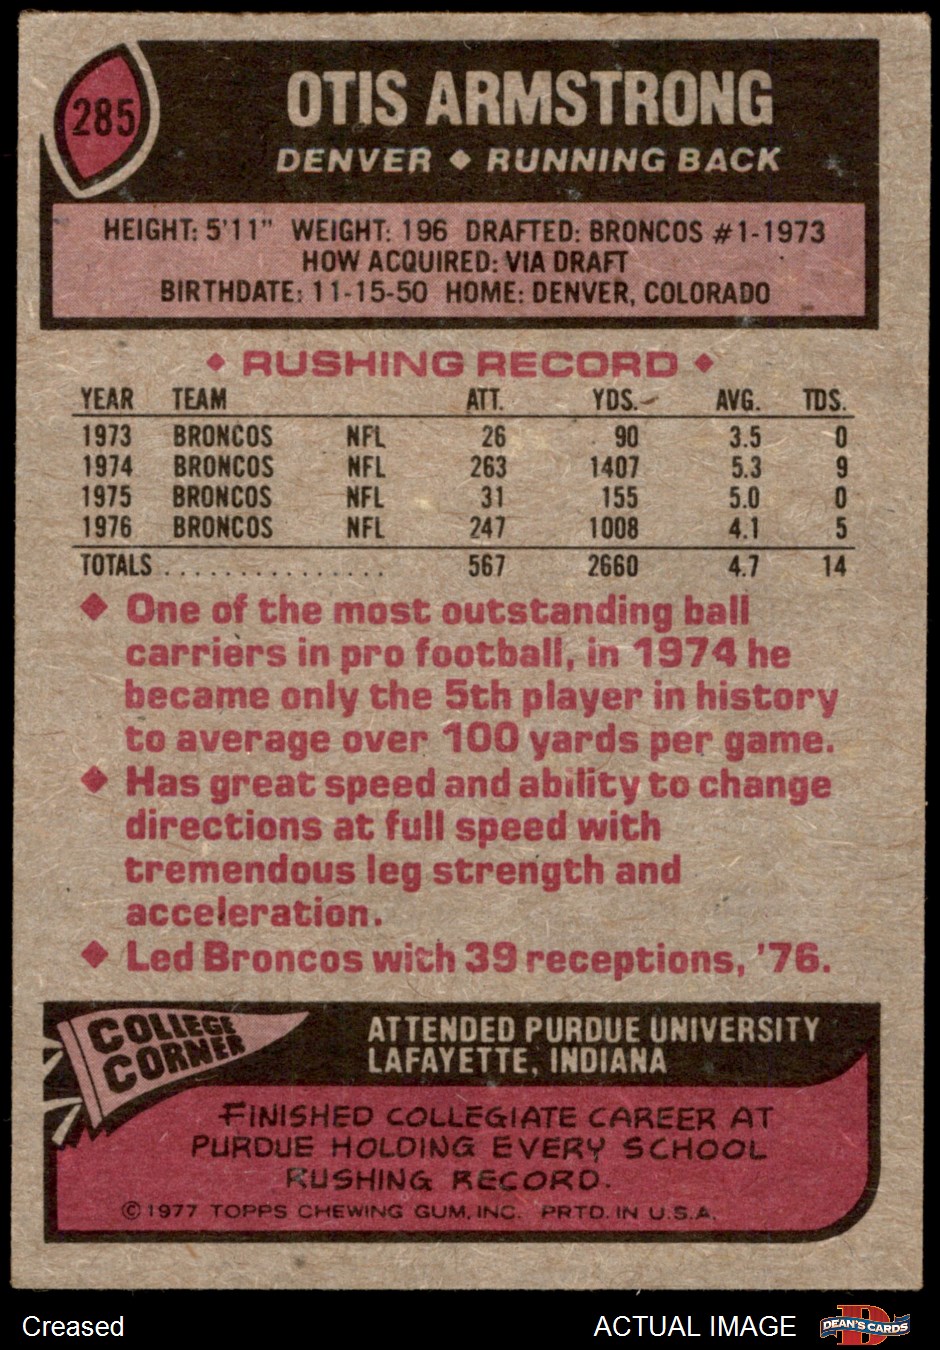 285
OTIS ARMSTRONG
DENVER ◆ RUNNING BACK
HEIGHT: 5'11" WEIGHT: 196 DRAFTED: BRONCOS #1-1973
HOW ACQUIRED: VIA DRAFT
BIRTHDATE: 11-15-50 HOME: DENVER, COLORADO
◆ RUSHING RECORD ◆
YEAR TEAM ATT. YDS. AVG. TDS.
1973 BRONCOS NFL 26 90 3.5 0
1974 BRONCOS NFL 263 1407 5.3 9
1975 BRONCOS NFL 31 155 5.0 0
1976 BRONCOS NFL 247 1008 4.1 5
TOTALS . . . . . . . . . . . . . . . 567 2660 4.7 14
◆ One of the most outstanding ball
carriers in pro football, in 1974 he
became only the 5th player in history
to average over 100 yards per game.
◆ Has great speed and ability to change
directions at full speed with
tremendous leg strength and
acceleration.
◆ Led Broncos with 39 receptions, '76.
COLLEGE
CORNER
ATTENDED PURDUE UNIVERSITY
LAFAYETTE, INDIANA
FINISHED COLLEGIATE CAREER AT
PURDUE HOLDING EVERY SCHOOL
RUSHING RECORD.
© 1977 TOPPS CHEWING GUM, INC. PRTD. IN U.S.A.
Creased
ACTUAL IMAGE
D
DEAN'S CARDS